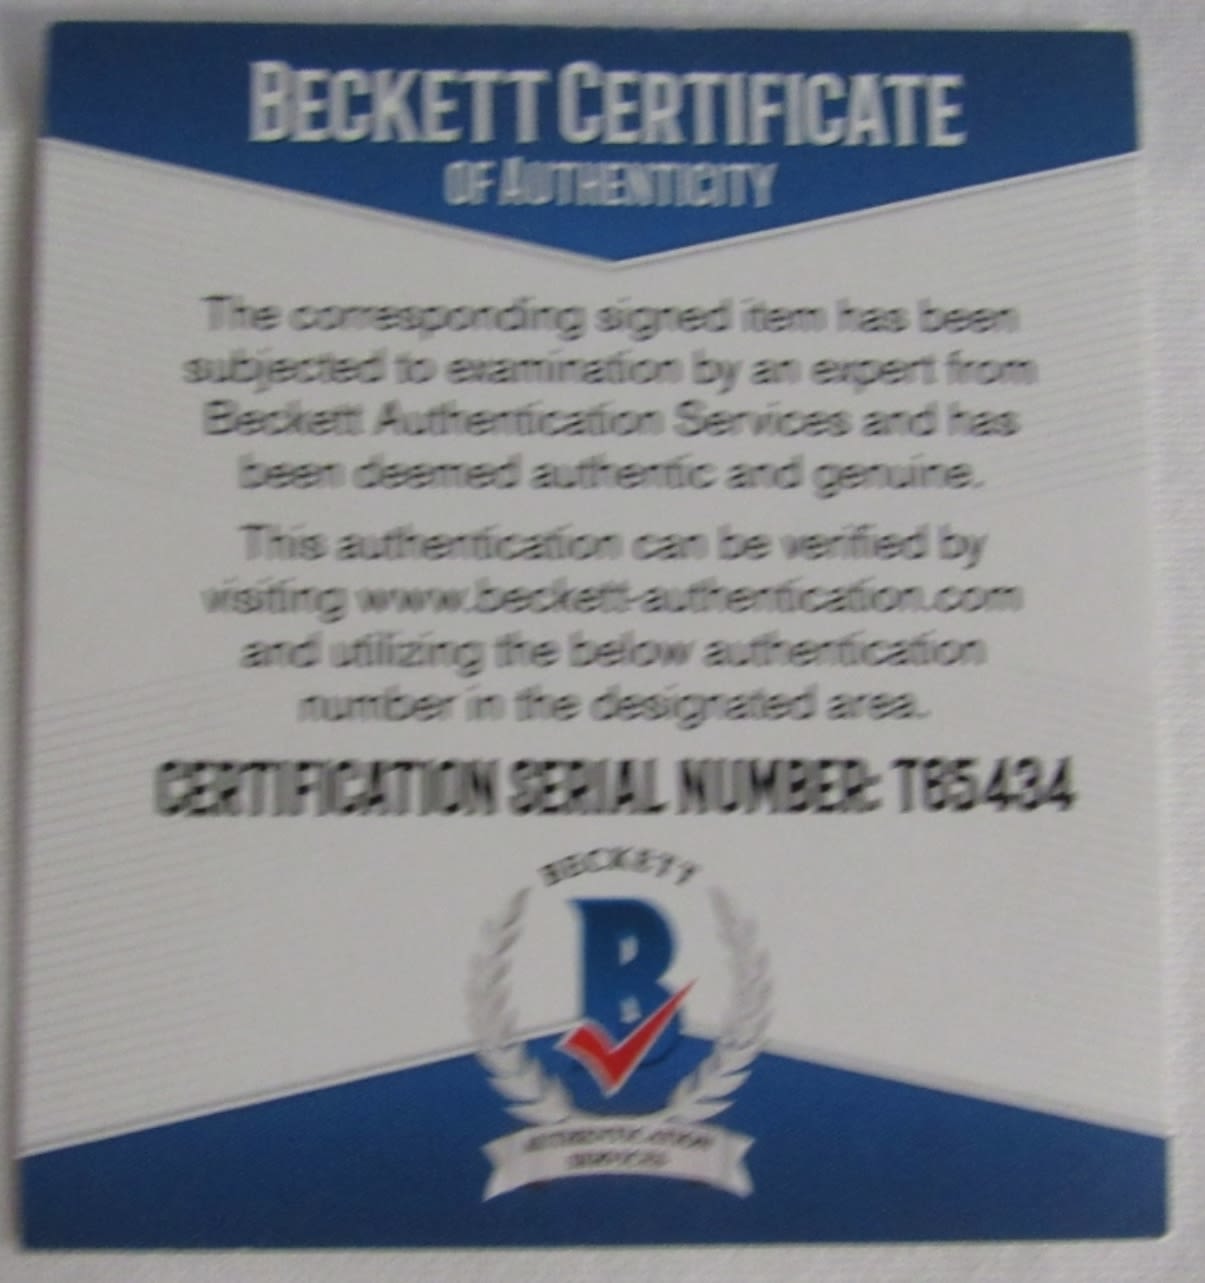 BECKETT CERTIFICATE
OF AUTHENTICITY
The corresponding signed item has been
subjected to examination by an expert from
Beckett Authentication Services and has
been deemed authentic and genuine.
This authentication can be verified by
visiting www.beckett-authentication.com
and utilizing the below authentication
number in the designated area.
CERTIFICATION SERIAL NUMBER: T65434
BECKETT
B
AUTHENTICATION
SERVICES